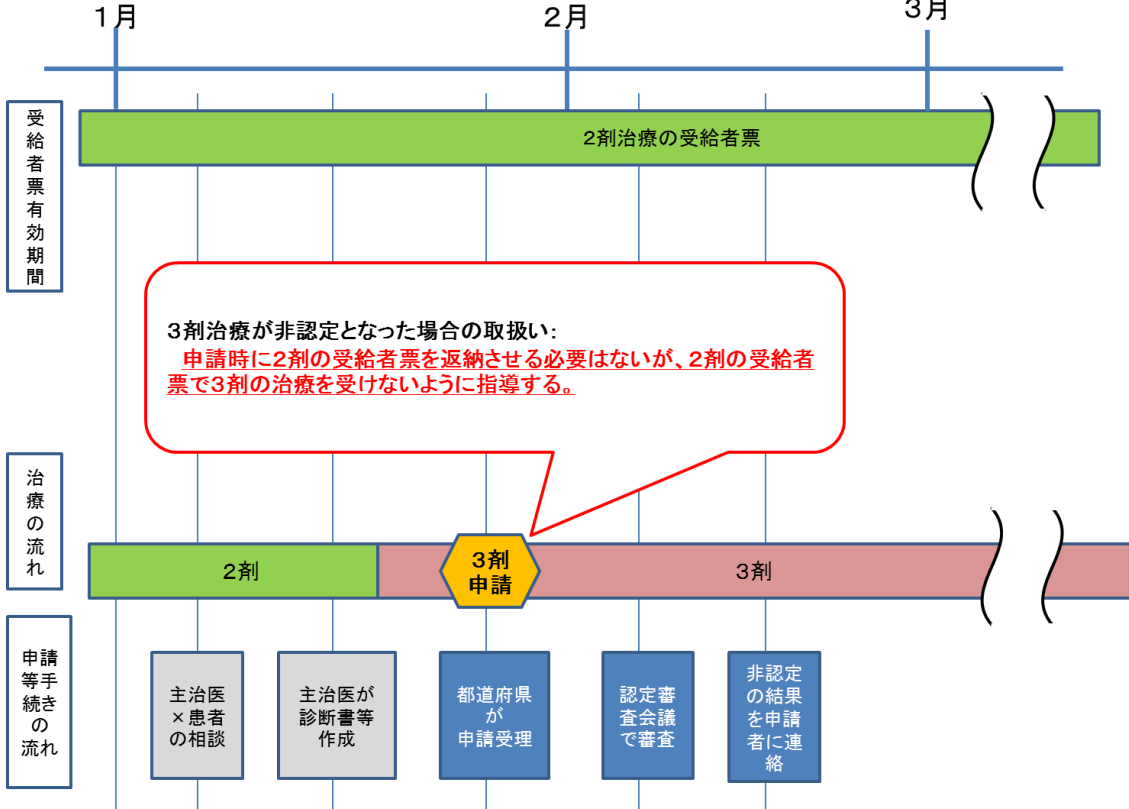 1月
2月
3月
受給者票有効期間
2剤治療の受給者票
3剤治療が非認定となった場合の取扱い:
申請時に2剤の受給者票を返納させる必要はないが、2剤の受給者
票で3剤の治療を受けないように指導する。
治療の流れ
2剤
3剤
申請
3剤
申請
等手
続き
の
流れ
主治医
×患者
の相談
主治医が
診断書等
作成
都道府県
が
申請受理
認定審
査会議
で審査
非認定
の結果
を申請
者に連
絡